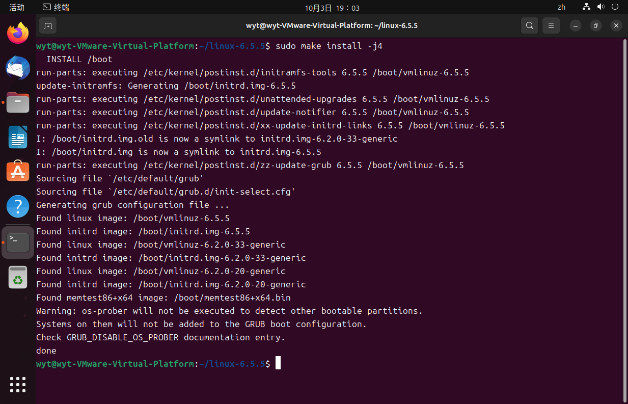 活动
终端
10月3日 19：03
zh
wyt@wyt-VMware-Virtual-Platform: ~/linux-6.5.5
wyt@wyt-VMware-Virtual-Platform:~/linux-6.5.5$ sudo make install -j4
  INSTALL /boot
run-parts: executing /etc/kernel/postinst.d/initramfs-tools 6.5.5 /boot/vmlinuz-6.5.5
update-initramfs: Generating /boot/initrd.img-6.5.5
run-parts: executing /etc/kernel/postinst.d/unattended-upgrades 6.5.5 /boot/vmlinuz-6.5.5
run-parts: executing /etc/kernel/postinst.d/update-notifier 6.5.5 /boot/vmlinuz-6.5.5
run-parts: executing /etc/kernel/postinst.d/xx-update-initrd-links 6.5.5 /boot/vmlinuz-6.5.5
I: /boot/initrd.img.old is now a symlink to initrd.img-6.2.0-33-generic
I: /boot/initrd.img is now a symlink to initrd.img-6.5.5
run-parts: executing /etc/kernel/postinst.d/zz-update-grub 6.5.5 /boot/vmlinuz-6.5.5
Sourcing file `/etc/default/grub'
Sourcing file `/etc/default/grub.d/init-select.cfg'
Generating grub configuration file ...
Found linux image: /boot/vmlinuz-6.5.5
Found initrd image: /boot/initrd.img-6.5.5
Found linux image: /boot/vmlinuz-6.2.0-33-generic
Found initrd image: /boot/initrd.img-6.2.0-33-generic
Found linux image: /boot/vmlinuz-6.2.0-20-generic
Found initrd image: /boot/initrd.img-6.2.0-20-generic
Found memtest86+x64 image: /boot/memtest86+x64.bin
Warning: os-prober will not be executed to detect other bootable partitions.
Systems on them will not be added to the GRUB boot configuration.
Check GRUB_DISABLE_OS_PROBER documentation entry.
done
wyt@wyt-VMware-Virtual-Platform:~/linux-6.5.5$